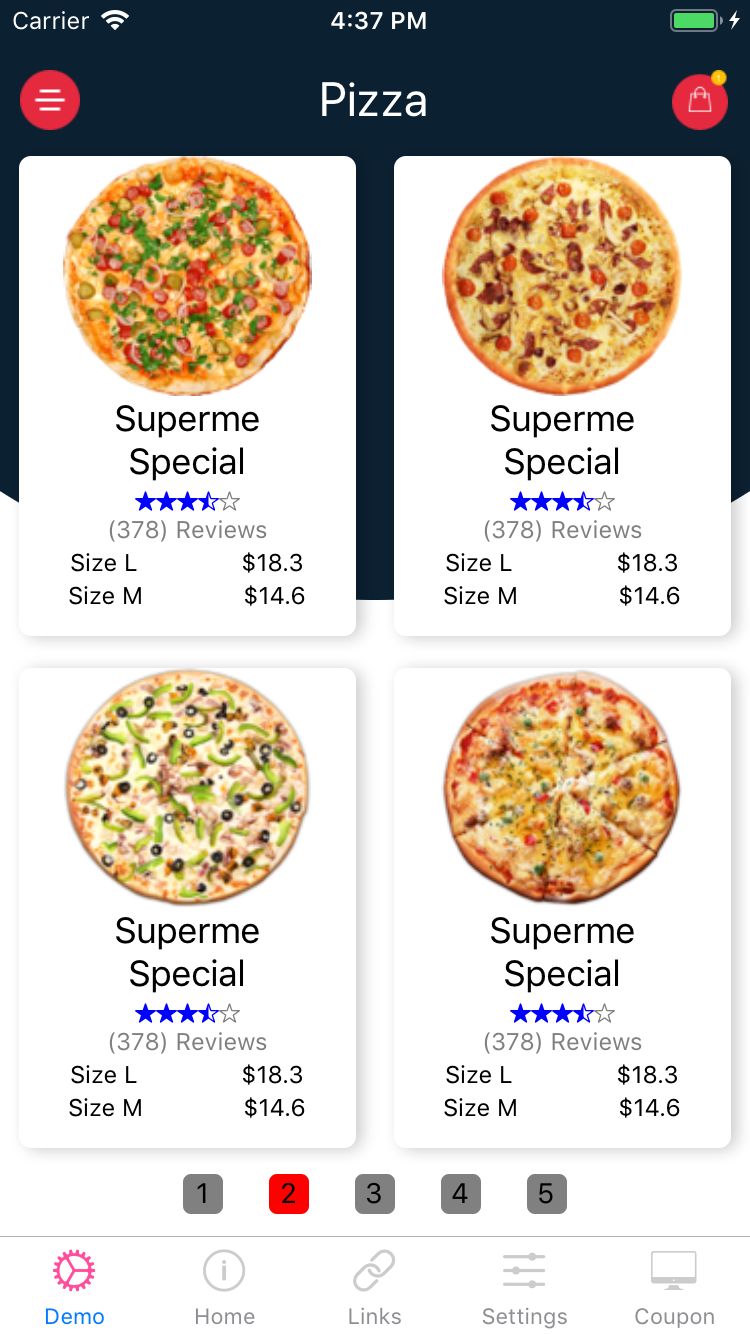 Carrier 4:37 PM
Pizza
1
Superme
Special
(378) Reviews
Size L $18.3
Size M $14.6
Superme
Special
(378) Reviews
Size L $18.3
Size M $14.6
Superme
Special
(378) Reviews
Size L $18.3
Size M $14.6
Superme
Special
(378) Reviews
Size L $18.3
Size M $14.6
1 2 3 4 5
Demo Home Links Settings Coupon